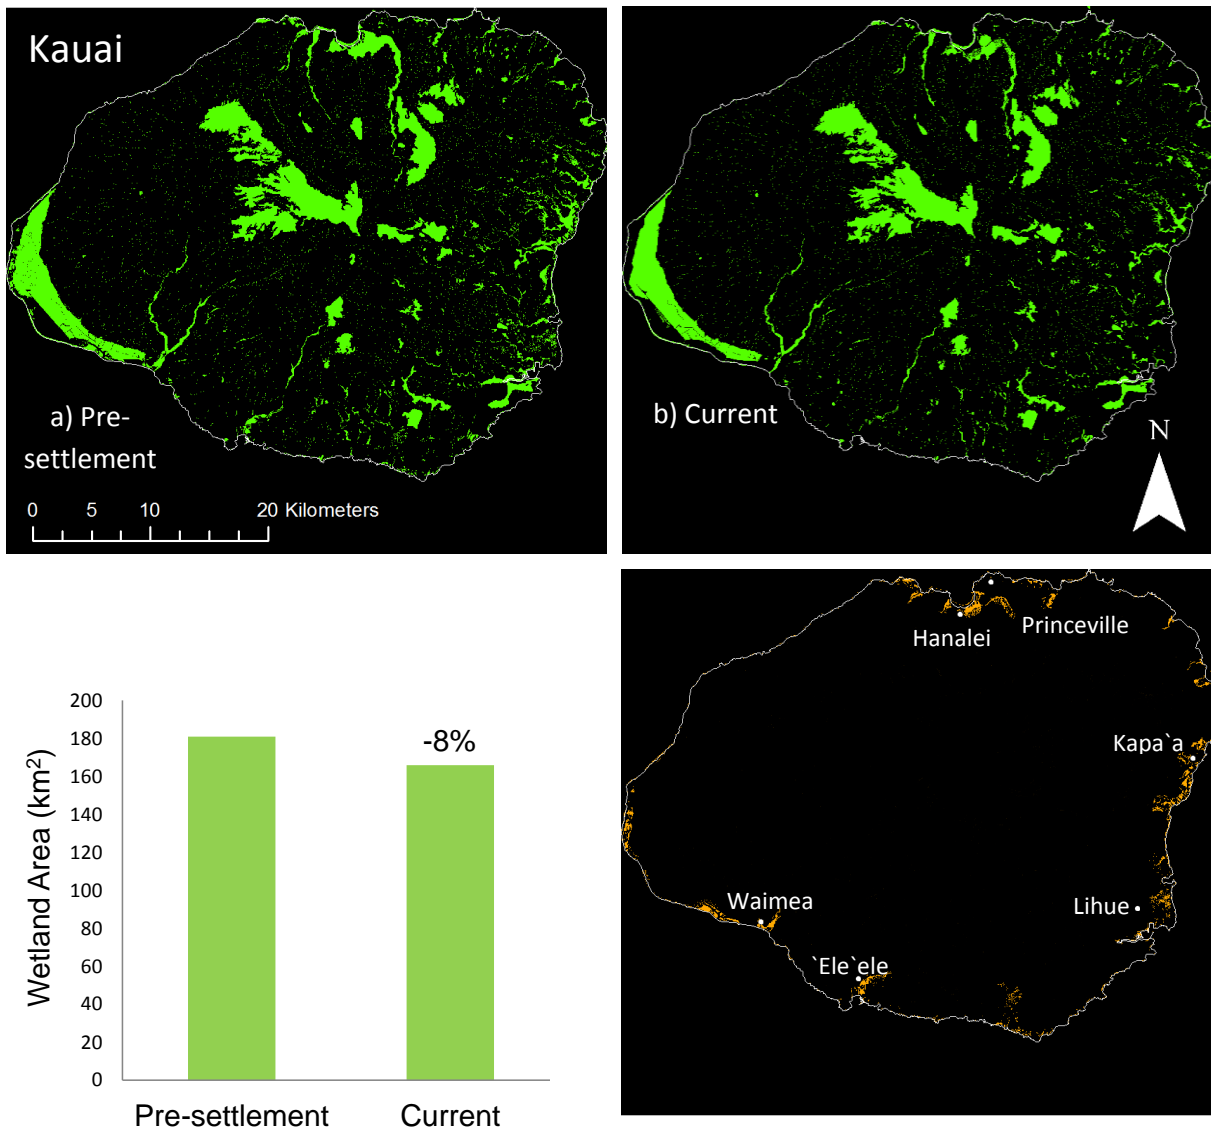 Kauai
a) Pre-
settlement
0 5 10 20 Kilometers
b) Current
N
200
180
160
140
120
100
80
60
40
20
0
Wetland Area (km²)
-8%
Pre-settlement
Current
Hanalei
Princeville
Kapa`a
Waimea
Lihue
`Ele`ele